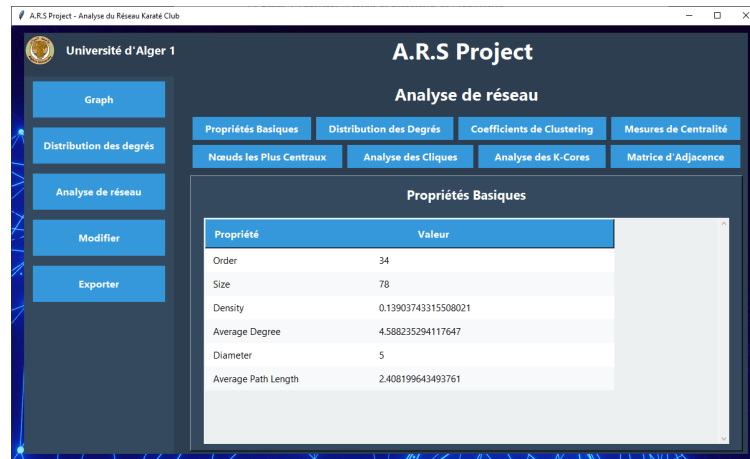 A.R.S Project - Analyse du Réseau Karaté Club
Université d'Alger 1
A.R.S Project
Graph
Distribution des degrés
Analyse de réseau
Modifier
Exporter
Analyse de réseau
Propriétés Basiques Distribution des Degrés Coefficients de Clustering Mesures de Centralité
Nœuds les Plus Centraux Analyse des Cliques Analyse des K-Cores Matrice d'Adjacence
Propriétés Basiques
Propriété Valeur
Order 34
Size 78
Density 0.13903743315508021
Average Degree 4.588235294117647
Diameter 5
Average Path Length 2.408199643493761